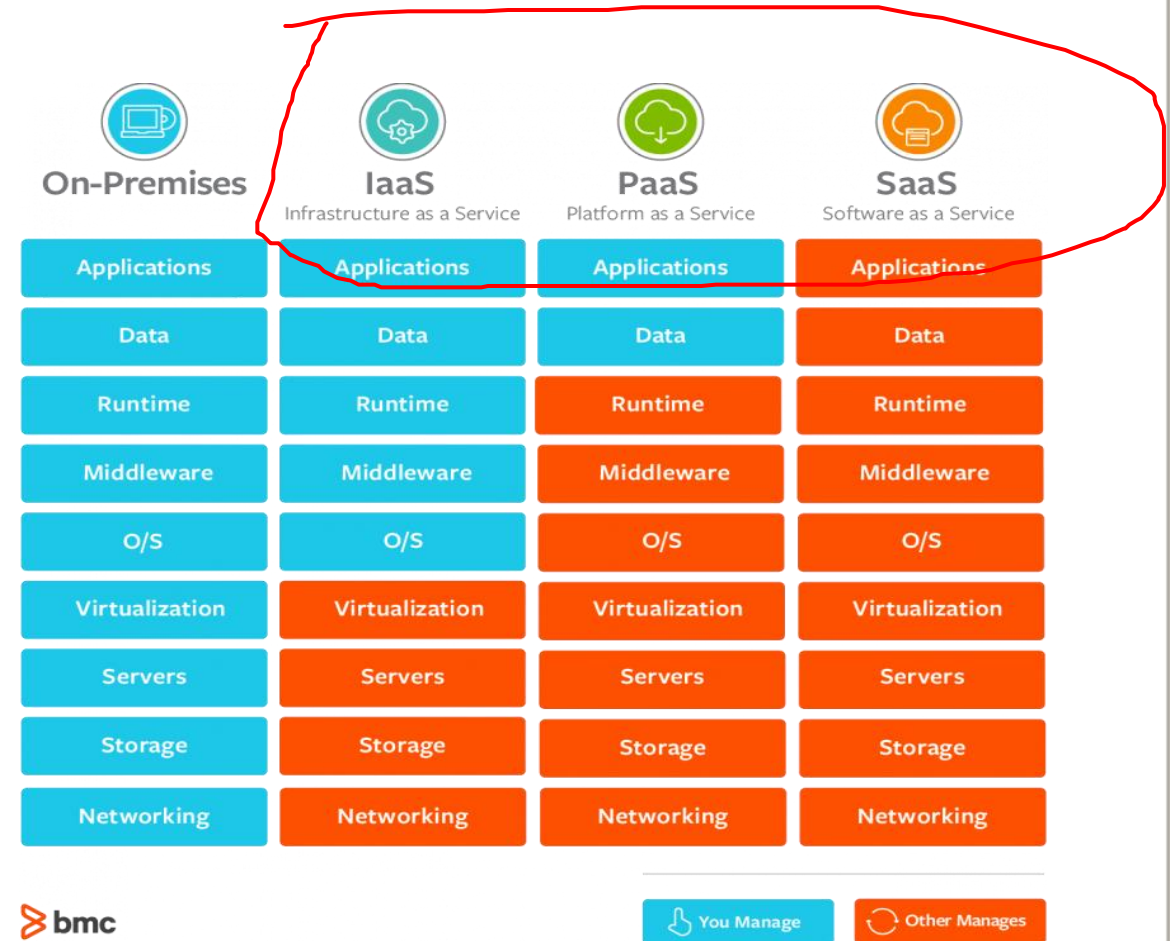 On-Premises IaaS PaaS SaaS
Infrastructure as a Service Platform as a Service Software as a Service
Applications Applications Applications Applications
Data Data Data Data
Runtime Runtime Runtime Runtime
Middleware Middleware Middleware Middleware
O/S O/S O/S O/S
Virtualization Virtualization Virtualization Virtualization
Servers Servers Servers Servers
Storage Storage Storage Storage
Networking Networking Networking Networking
bmc You Manage Other Manages